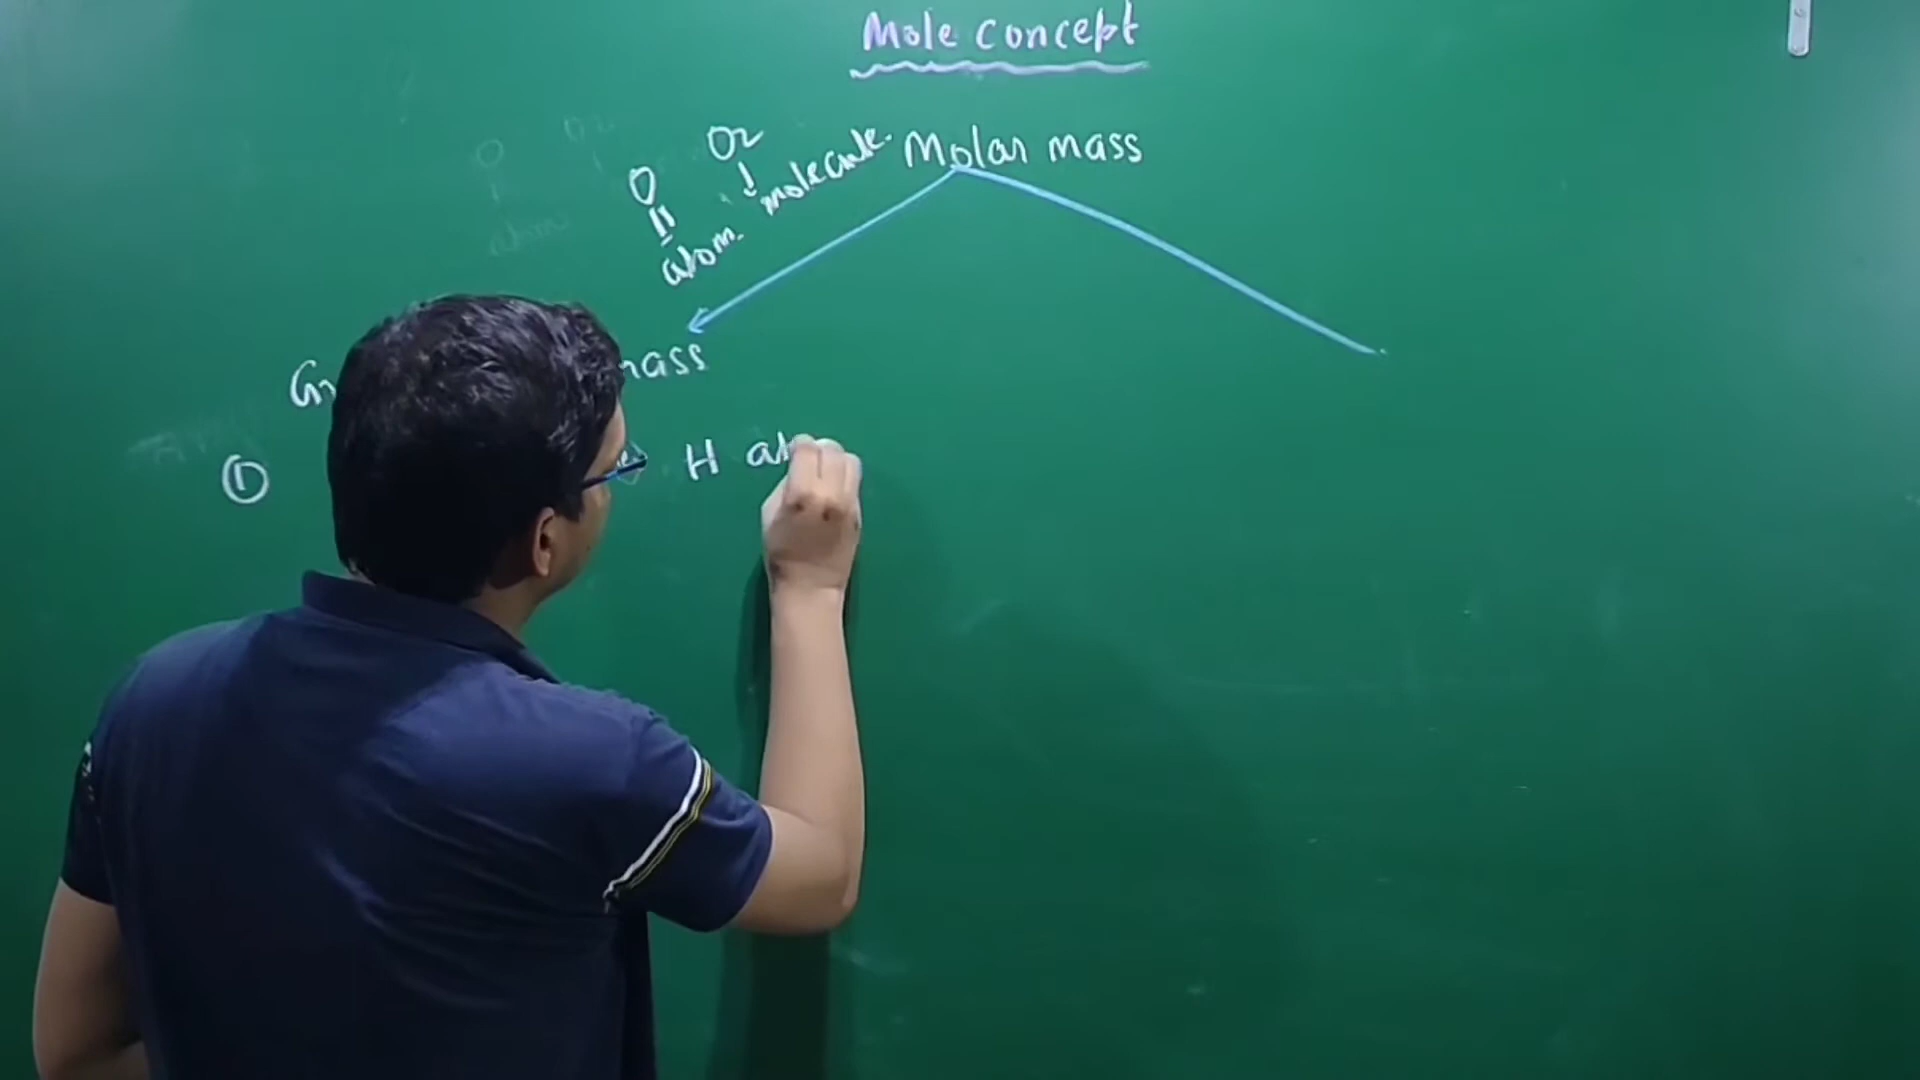 Mole concept
O2
molecule.
Molar mass
O
atom.
mass
①
H